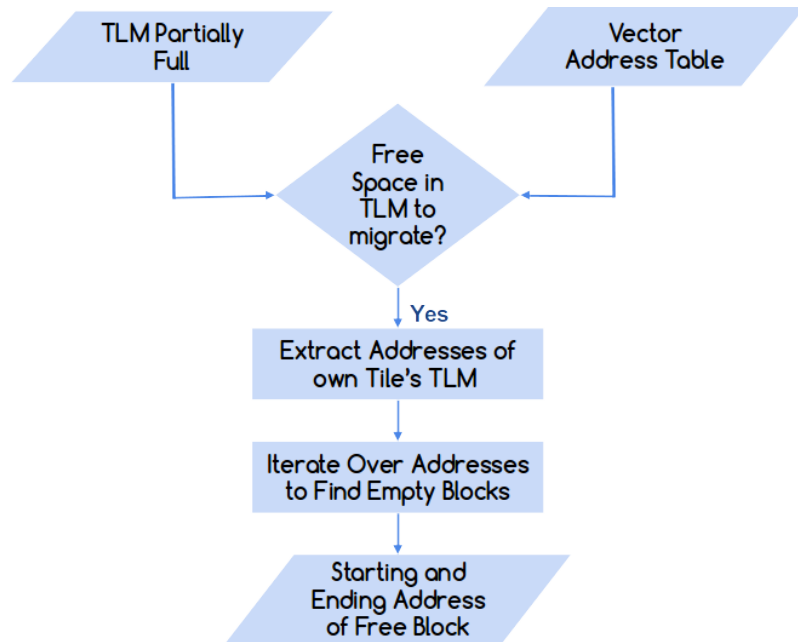 TLM Partially
Full
Vector
Address Table
Free
Space in
TLM to
migrate?
Yes
Extract Addresses of
own Tile's TLM
Iterate Over Addresses
to Find Empty Blocks
Starting and
Ending Address
of Free Block